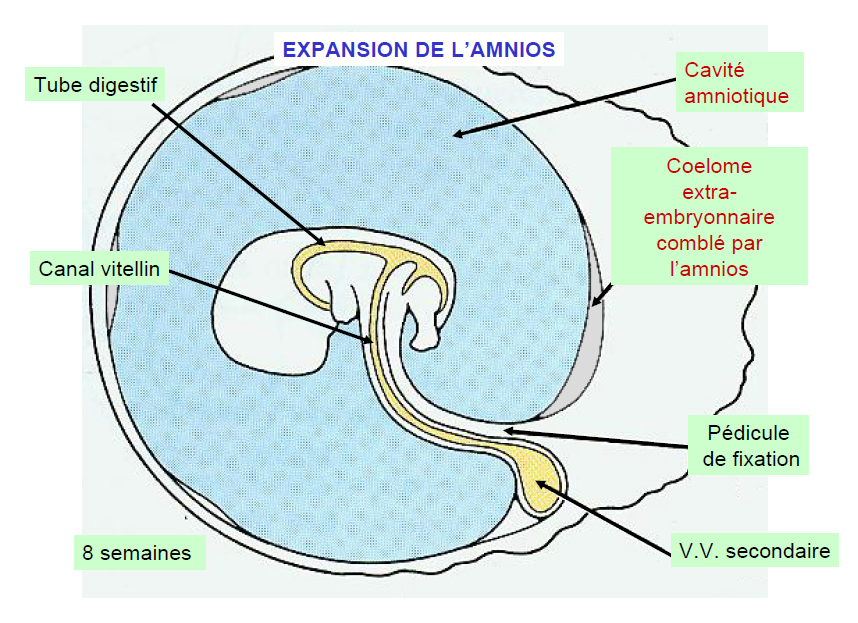 EXPANSION DE L’AMNIOS
Tube digestif
Cavité
amniotique
Coelome
extra-
embryonnaire
comblé par
l’amnios
Canal vitellin
Pédicule
de fixation
8 semaines
V.V. secondaire